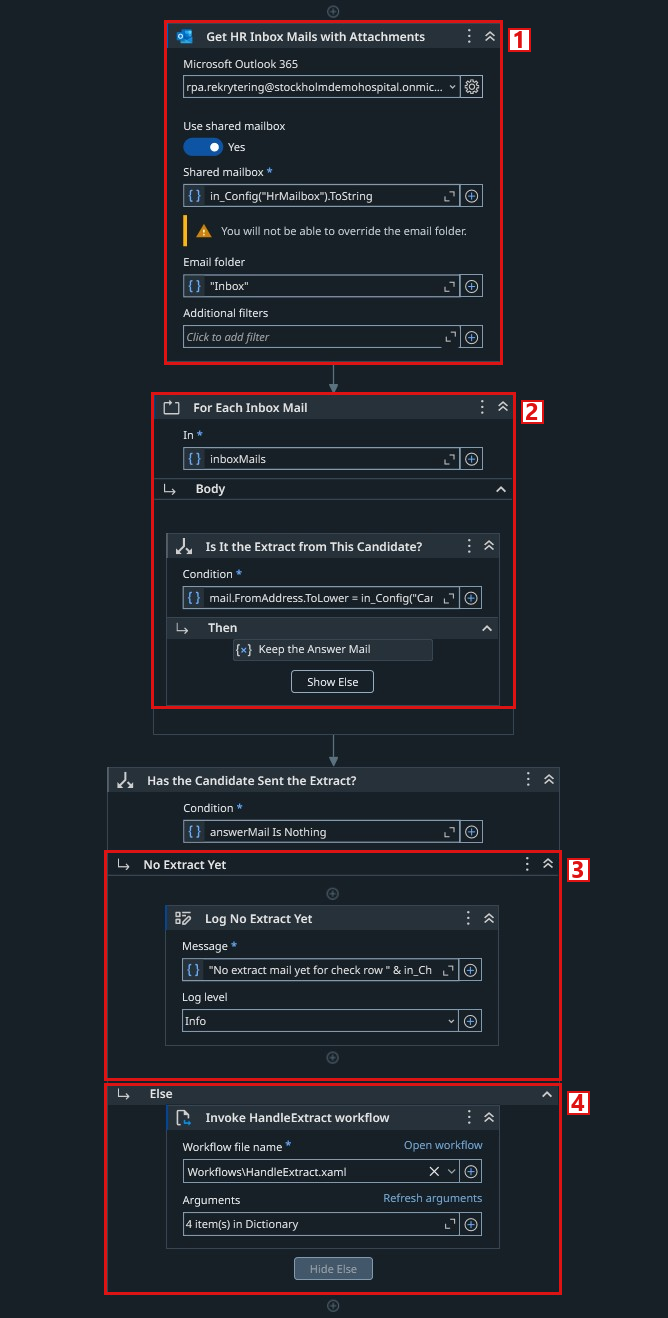 Get HR Inbox Mails with Attachments
1
Microsoft Outlook 365
rpa.rekrytering@stockholmdemohospital.onmic...
Use shared mailbox
Yes
Shared mailbox *
in_Config("HrMailbox").ToString
You will not be able to override the email folder.
Email folder
"Inbox"
Additional filters
Click to add filter
For Each Inbox Mail
2
In *
inboxMails
Body
Is It the Extract from This Candidate?
Condition *
mail.FromAddress.ToLower = in_Config("Car
Then
Keep the Answer Mail
Show Else
Has the Candidate Sent the Extract?
Condition *
answerMail Is Nothing
No Extract Yet
3
Log No Extract Yet
Message *
"No extract mail yet for check row " & in_Ch
Log level
Info
Else
4
Invoke HandleExtract workflow
Workflow file name * Open workflow
Workflows\HandleExtract.xaml
Arguments Refresh arguments
4 item(s) in Dictionary
Hide Else